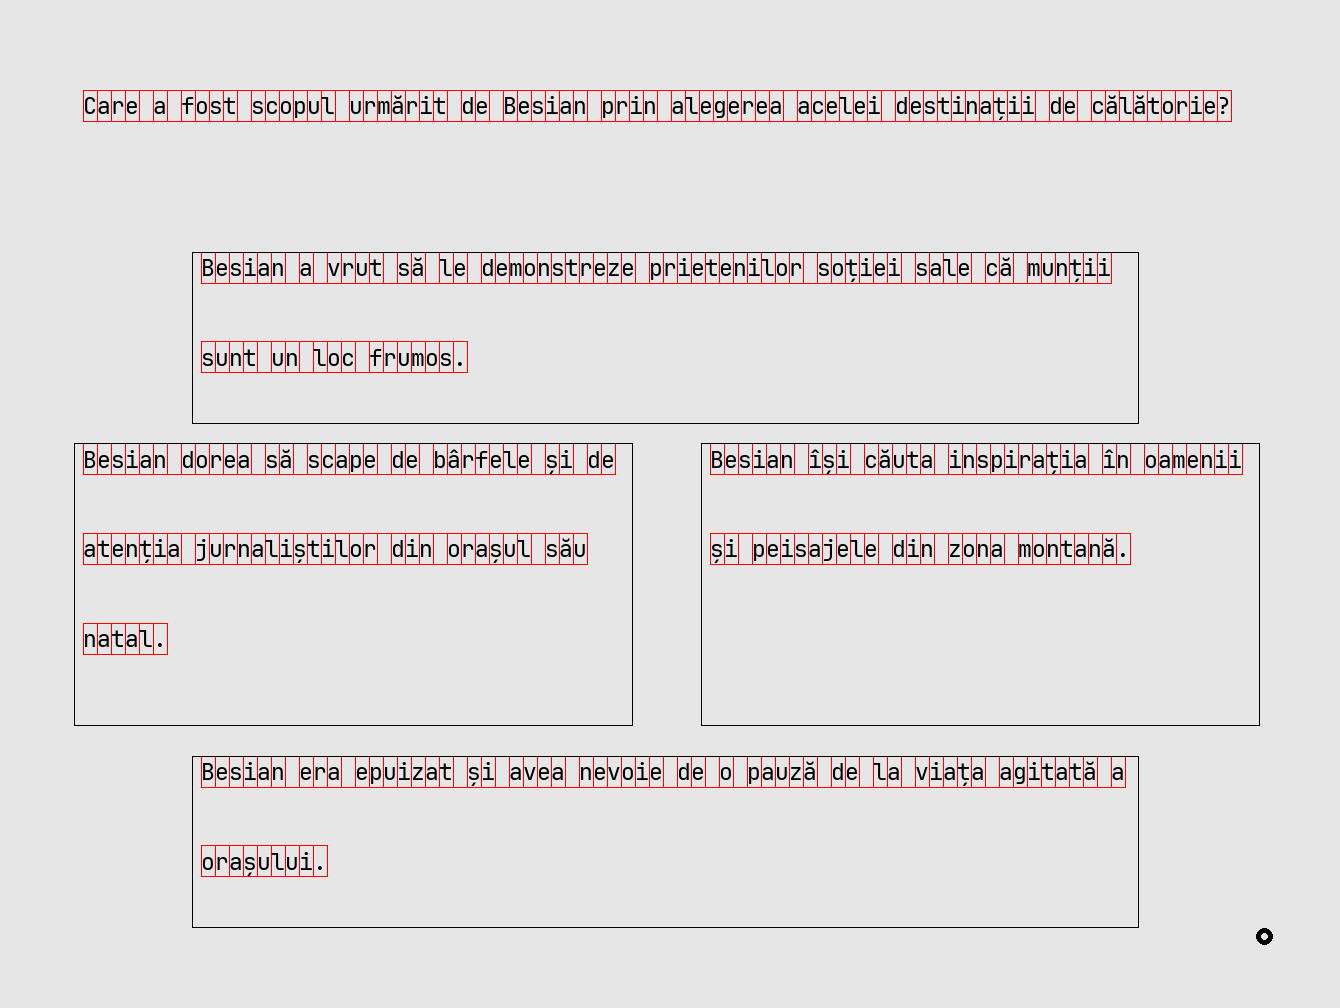 Care a fost scopul urmărit de Besian prin alegerea acelei destinații de călătorie?
Besian a vrut să le demonstreze prietenilor soției sale că munții
sunt un loc frumos.
Besian dorea să scape de bârfele și de
atenția jurnaliștilor din orașul său
natal.
Besian își căuta inspirația în oamenii
și peisajele din zona montană.
Besian era epuizat și avea nevoie de o pauză de la viața agitată a
orașului.